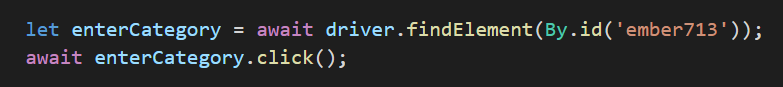 let enterCategory = await driver.findElement(By.id('ember713'));
await enterCategory.click();